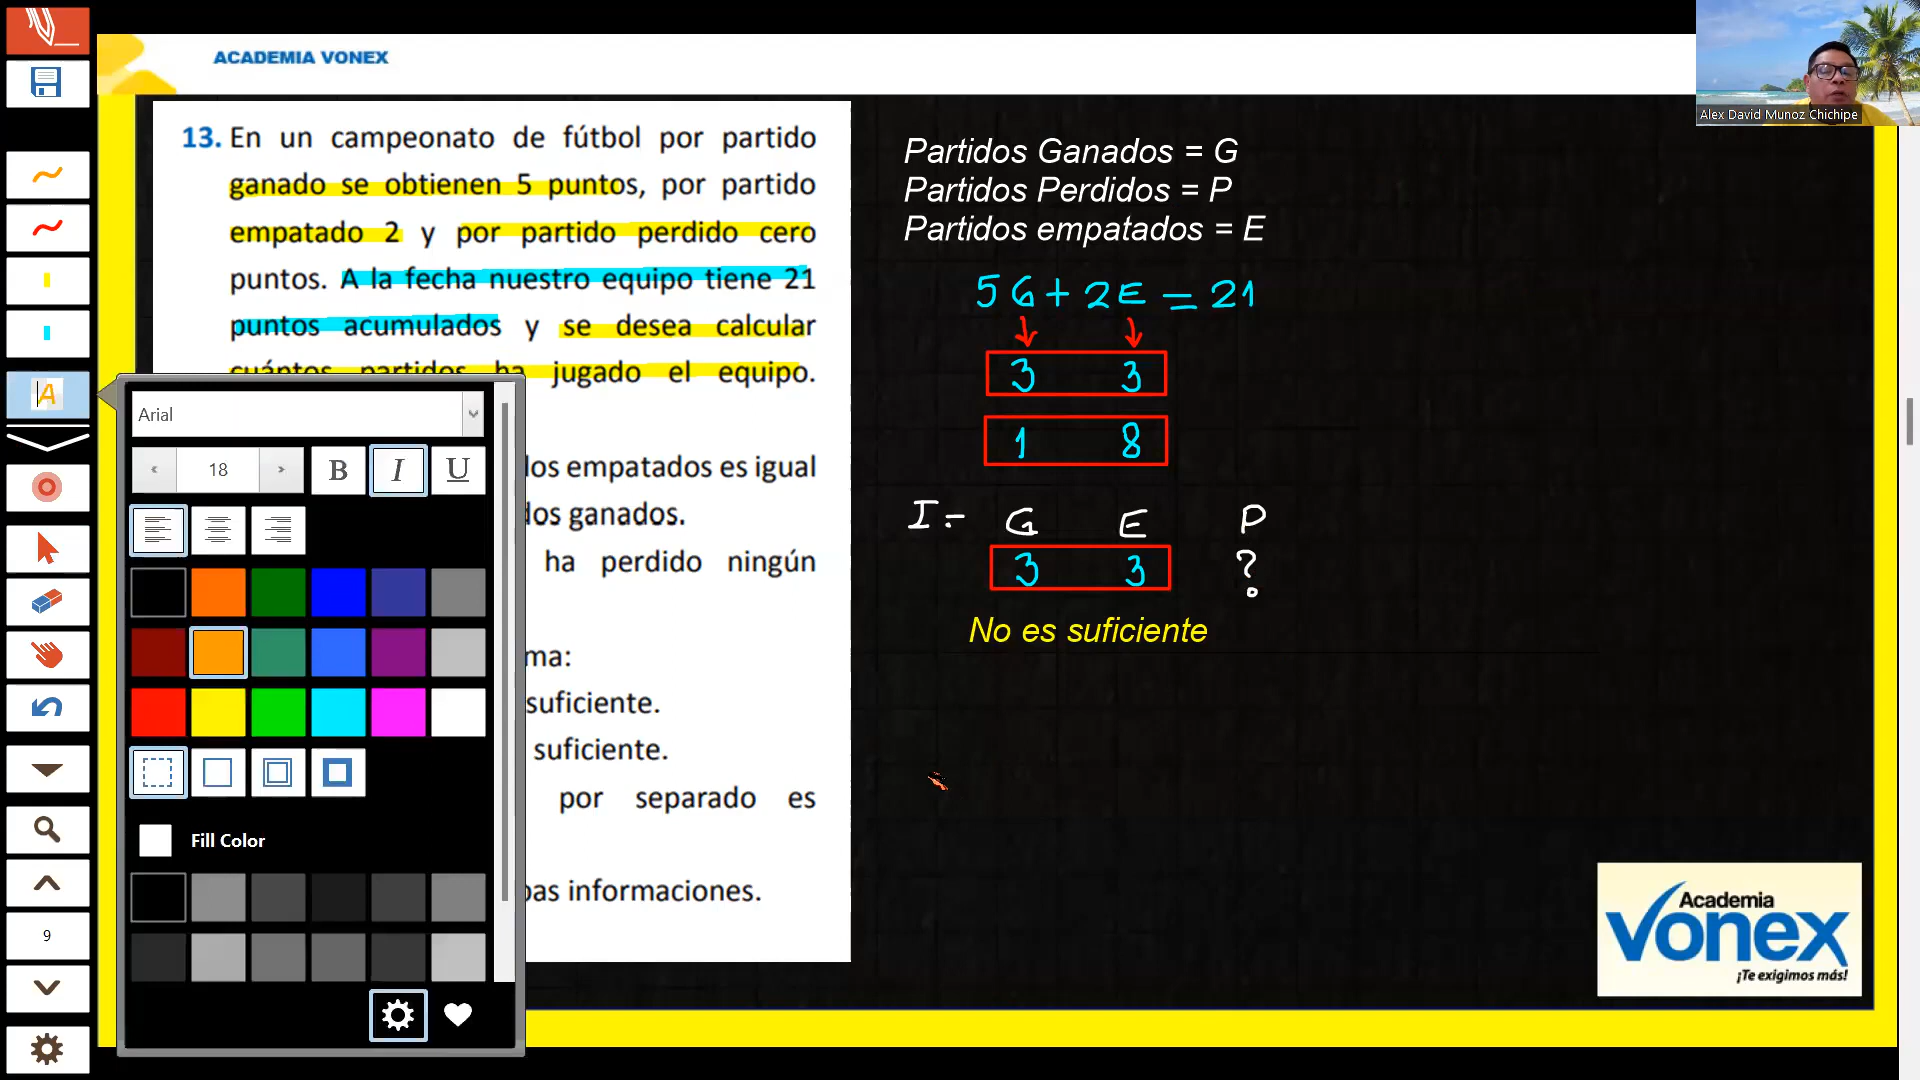 ACADEMIA VONEX
Alex David Munoz Chichipe
13. En un campeonato de fútbol por partido
ganado se obtienen 5 puntos, por partido
empatado 2 y por partido perdido cero
puntos. A la fecha nuestro equipo tiene 21
puntos acumulados y se desea calcular
cuántos partidos ha jugado el equipo.
los empatados es igual
dos ganados.
ha perdido ningún
ma:
suficiente.
suficiente.
por separado es
bas informaciones.
Arial
18
B I U
Fill Color
9
Partidos Ganados = G
Partidos Perdidos = P
Partidos empatados = E
5G + 2E = 21
3 3
1 8
I:- G E P
3 3 ?
No es suficiente
Academia
Vonex
¡Te exigimos más!